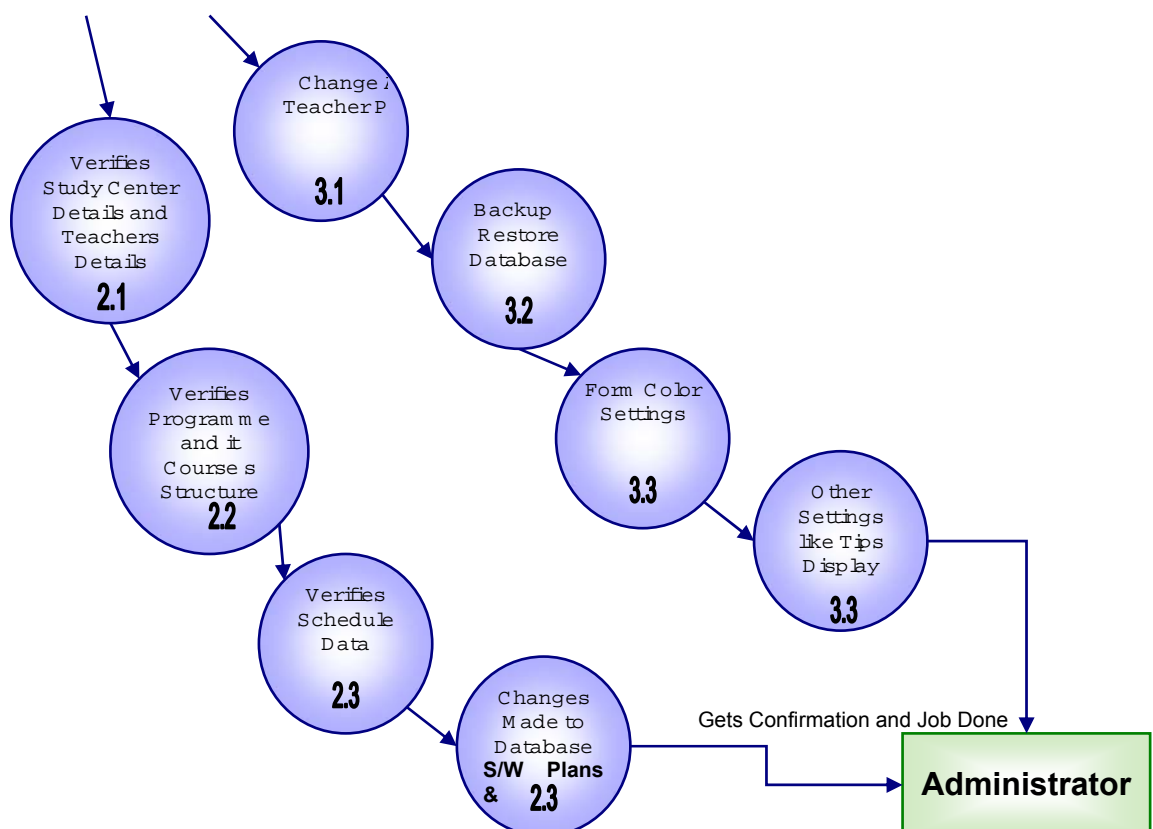 Change
Teacher P
3.1
Verifies
Study Center
Details and
Teachers
Details
2.1
Backup
Restore
Database
3.2
Verifies
Programme
and it
Courses
Structure
2.2
Form Color
Settings
3.3
Other
Settings
like Tips
Display
3.3
Verifies
Schedule
Data
2.3
Changes
Made to
Database
S/W Plans
& 2.3
Gets Confirmation and Job Done
Administrator